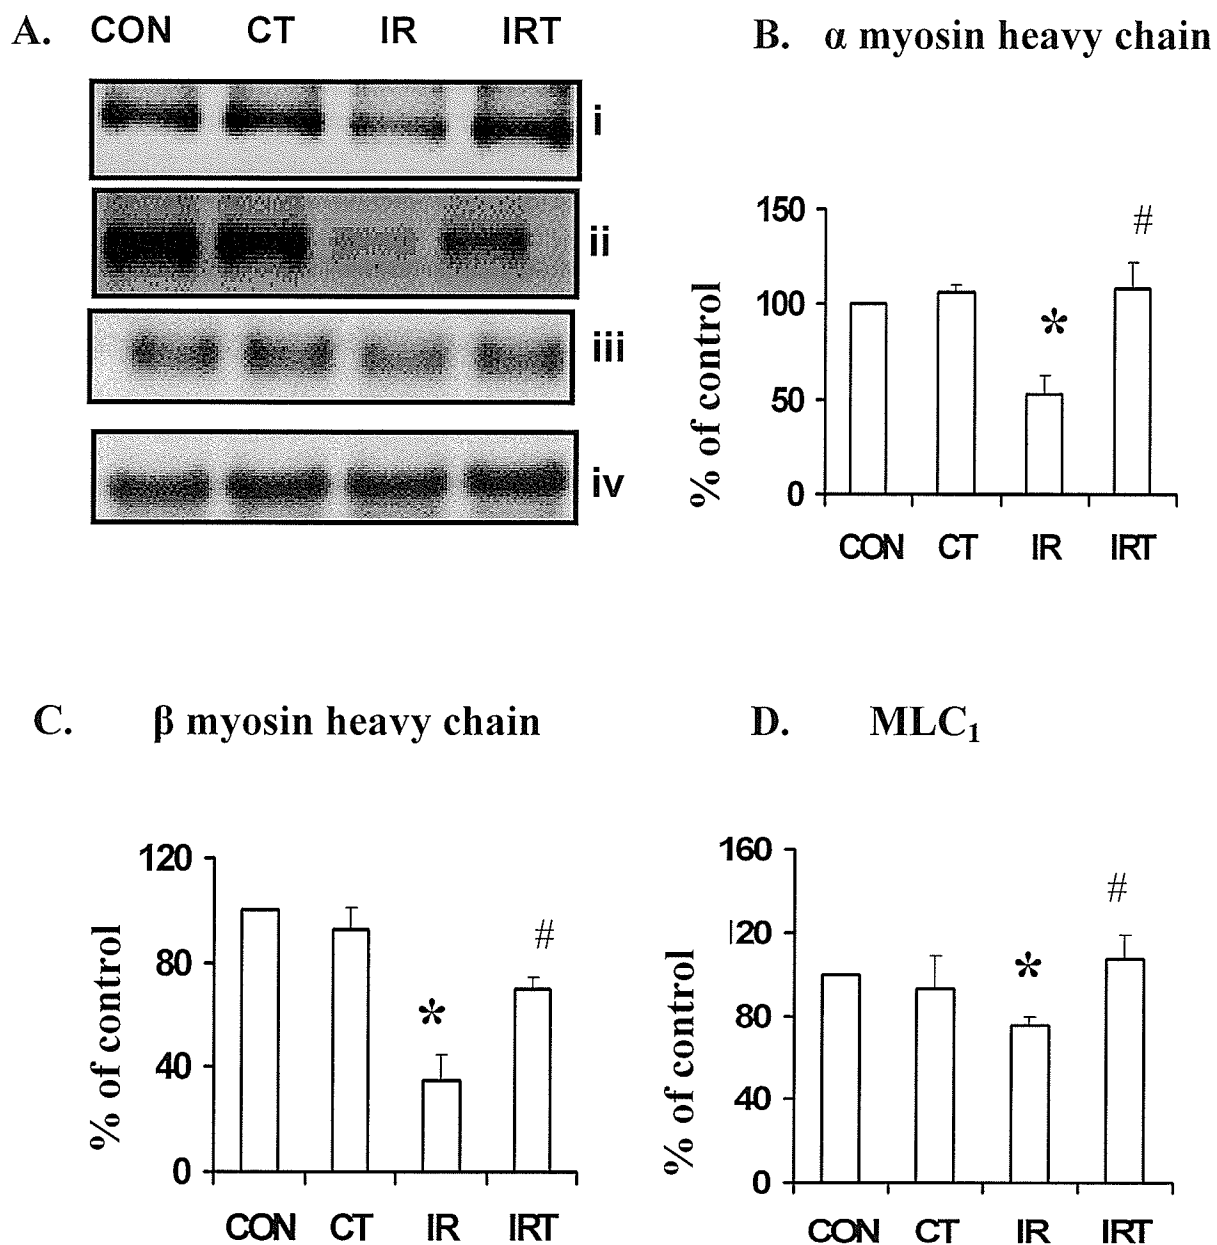 A. CON CT IR IRT
i
ii
iii
iv
B. α myosin heavy chain
150
100
50
0
% of control
*
#
CON CT IR IRT
C. β myosin heavy chain
120
80
40
0
% of control
*
#
CON CT IR IRT
D. MLC₁
160
120
80
40
0
% of control
*
#
CON CT IR IRT